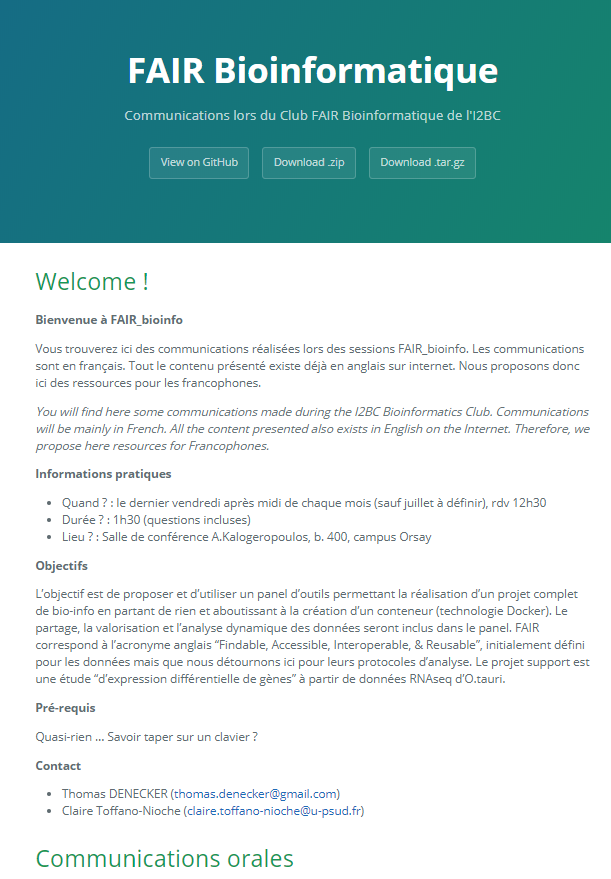 FAIR Bioinformatique
Communications lors du Club FAIR Bioinformatique de l'I2BC
View on GitHub
Download .zip
Download .tar.gz
Welcome !
Bienvenue à FAIR_bioinfo
Vous trouverez ici des communications réalisées lors des sessions FAIR_bioinfo. Les communications
sont en français. Tout le contenu présenté existe déjà en anglais sur internet. Nous proposons donc
ici des ressources pour les francophones.
You will find here some communications made during the I2BC Bioinformatics Club. Communications
will be mainly in French. All the content presented also exists in English on the Internet. Therefore, we
propose here resources for Francophones.
Informations pratiques
• Quand ? : le dernier vendredi après midi de chaque mois (sauf juillet à définir), rdv 12h30
• Durée ? : 1h30 (questions incluses)
• Lieu ? : Salle de conférence A.Kalogeropoulos, b. 400, campus Orsay
Objectifs
L’objectif est de proposer et d’utiliser un panel d’outils permettant la réalisation d’un projet complet
de bio-info en partant de rien et aboutissant à la création d’un conteneur (technologie Docker). Le
partage, la valorisation et l’analyse dynamique des données seront inclus dans le panel. FAIR
correspond à l’acronyme anglais “Findable, Accessible, Interoperable, & Reusable”, initialement défini
pour les données mais que nous détournons ici pour leurs protocoles d’analyse. Le projet support est
une étude “d’expression différentielle de gènes” à partir de données RNAseq d’O.tauri.
Pré-requis
Quasi-rien … Savoir taper sur un clavier ?
Contact
• Thomas DENECKER (thomas.denecker@gmail.com)
• Claire Toffano-Nioche (claire.toffano-nioche@u-psud.fr)
Communications orales